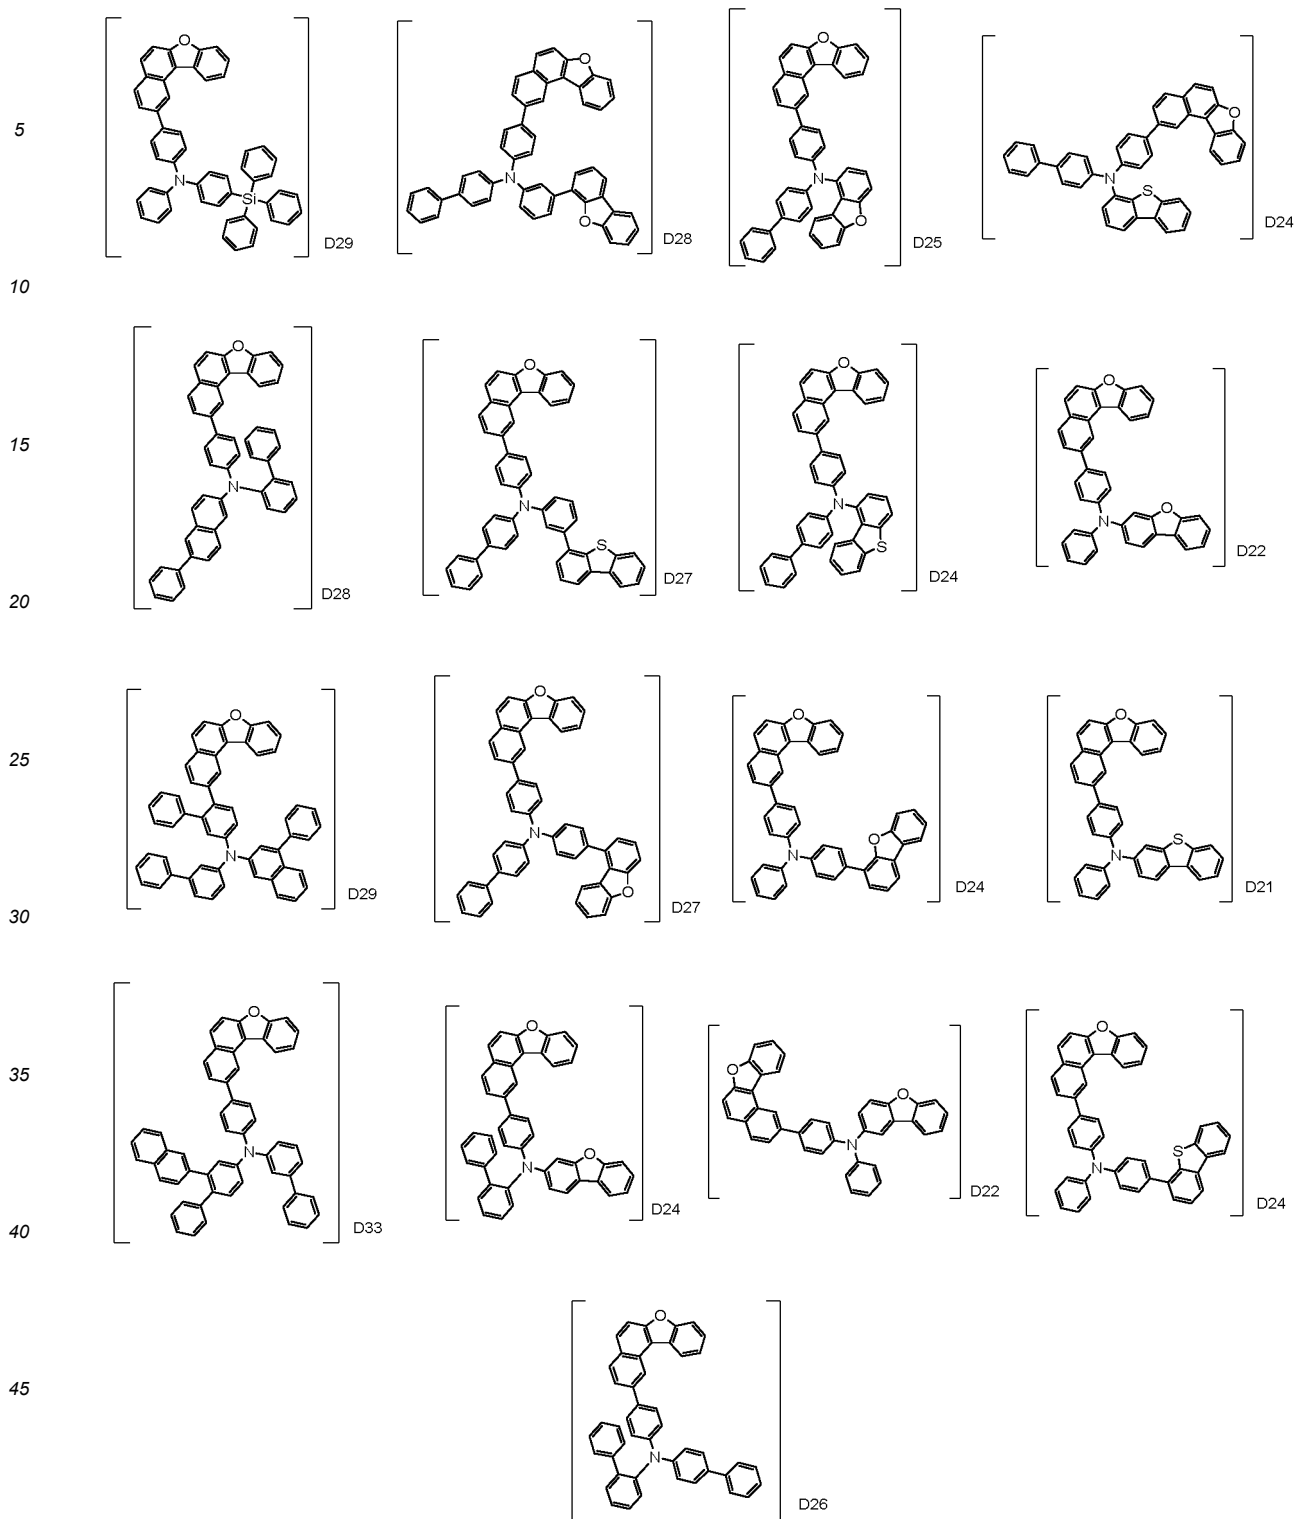 O O O O
5
N Si N O N O N S
D29 D28 D25 D24
10
O O O O
15
N N S N S N O
D28 D27 D24 D22
20
O O O O
25
N N O N O N S
D29 D27 D24 D21
30
O O O O O
35
N N O N N S
D33 D24 D22 D24
40
O
45
N
D26